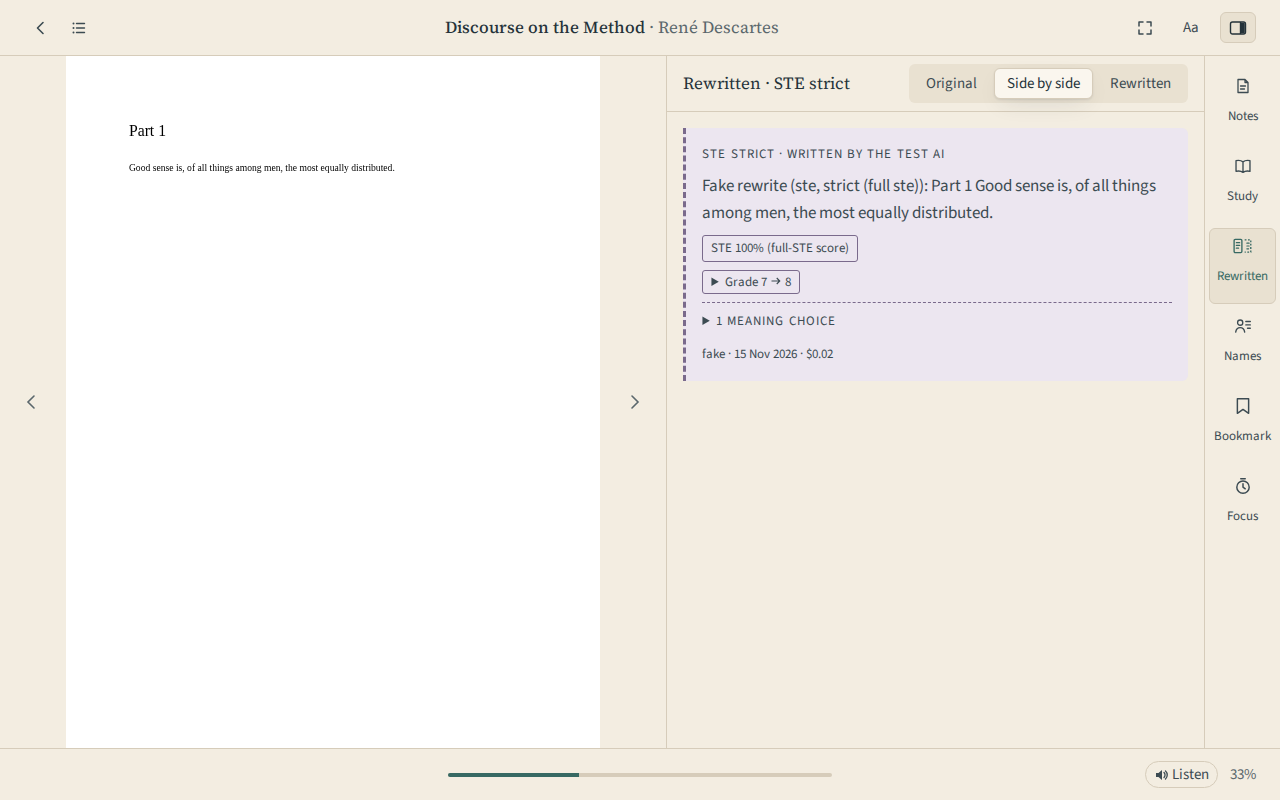 Discourse on the Method · René Descartes
Aa
Part 1
Good sense is, of all things among men, the most equally distributed.
Rewritten · STE strict
Original
Side by side
Rewritten
STE STRICT · WRITTEN BY THE TEST AI
Fake rewrite (ste, strict (full ste)): Part 1 Good sense is, of all things
among men, the most equally distributed.
STE 100% (full-STE score)
▶ Grade 7 → 8
▶ 1 MEANING CHOICE
fake · 15 Nov 2026 · $0.02
Notes
Study
Rewritten
Names
Bookmark
Focus
Listen
33%